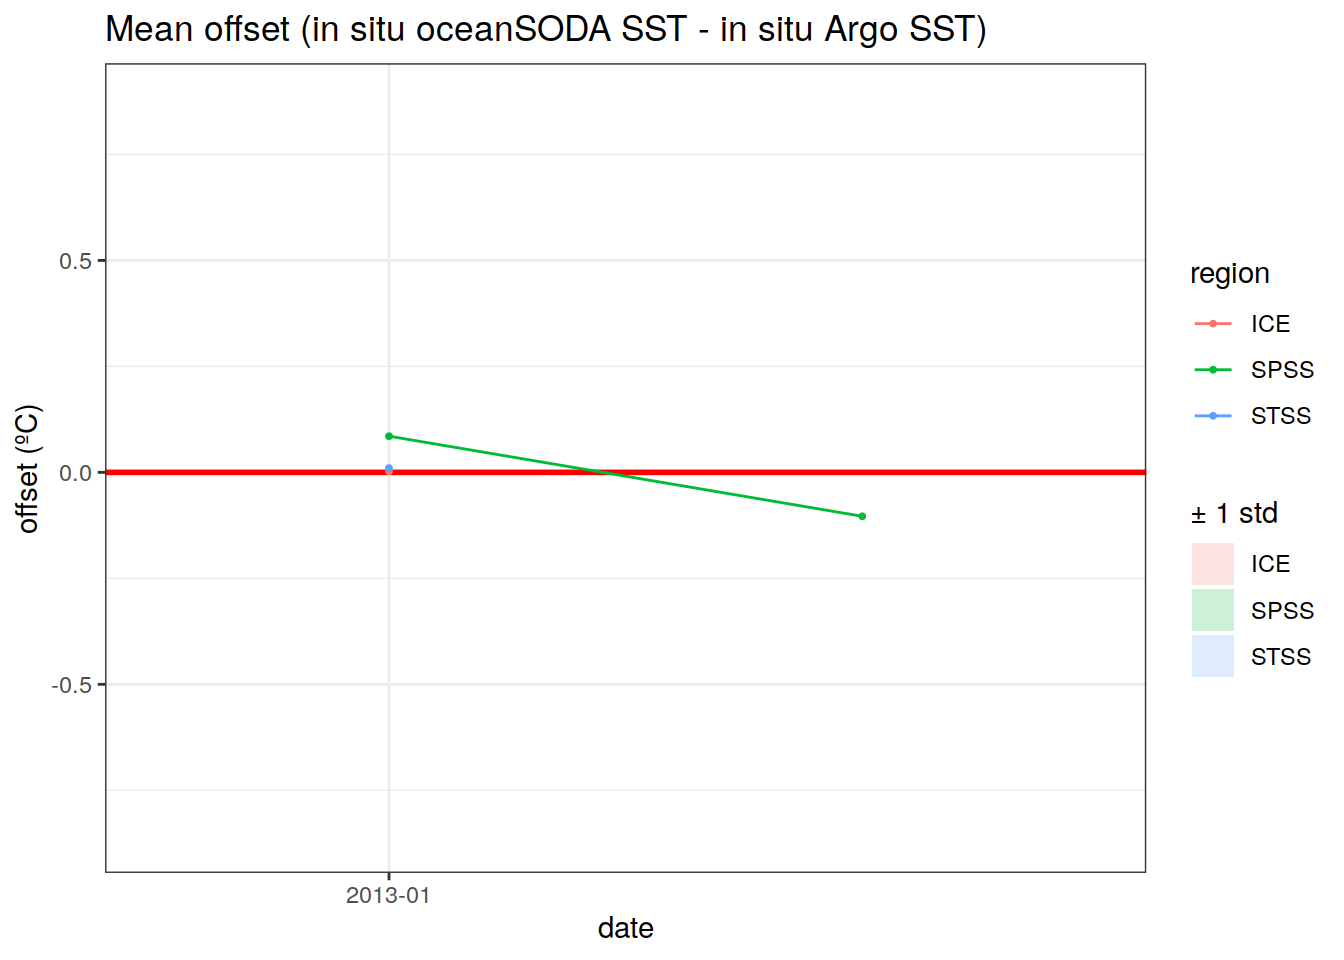 Mean offset (in situ oceanSODA SST - in situ Argo SST)
offset (ºC)
0.5
0.0
-0.5
2013-01
date
region
ICE
SPSS
STSS
± 1 std
ICE
SPSS
STSS